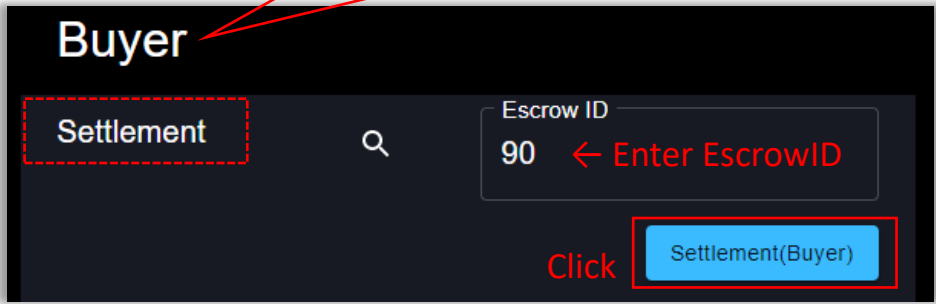 Buyer
Escrow ID
Settlement
90 ← Enter EscrowID
Settlement(Buyer)
Click